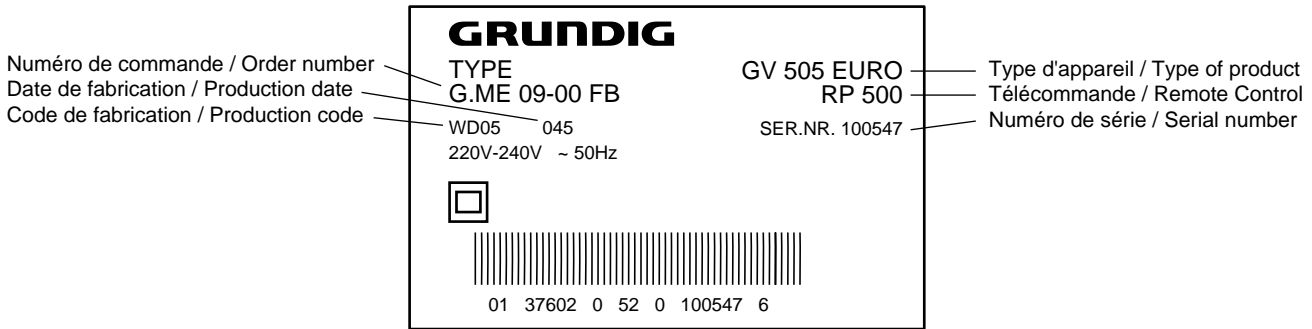 GRUNDIG
Numéro de commande / Order number
Date de fabrication / Production date
Code de fabrication / Production code
TYPE
G.ME 09-00 FB
WD05 045
220V-240V ~ 50Hz
GV 505 EURO
RP 500
SER.NR. 100547
Type d'appareil / Type of product
Télécommande / Remote Control
Numéro de série / Serial number
01 37602 0 52 0 100547 6